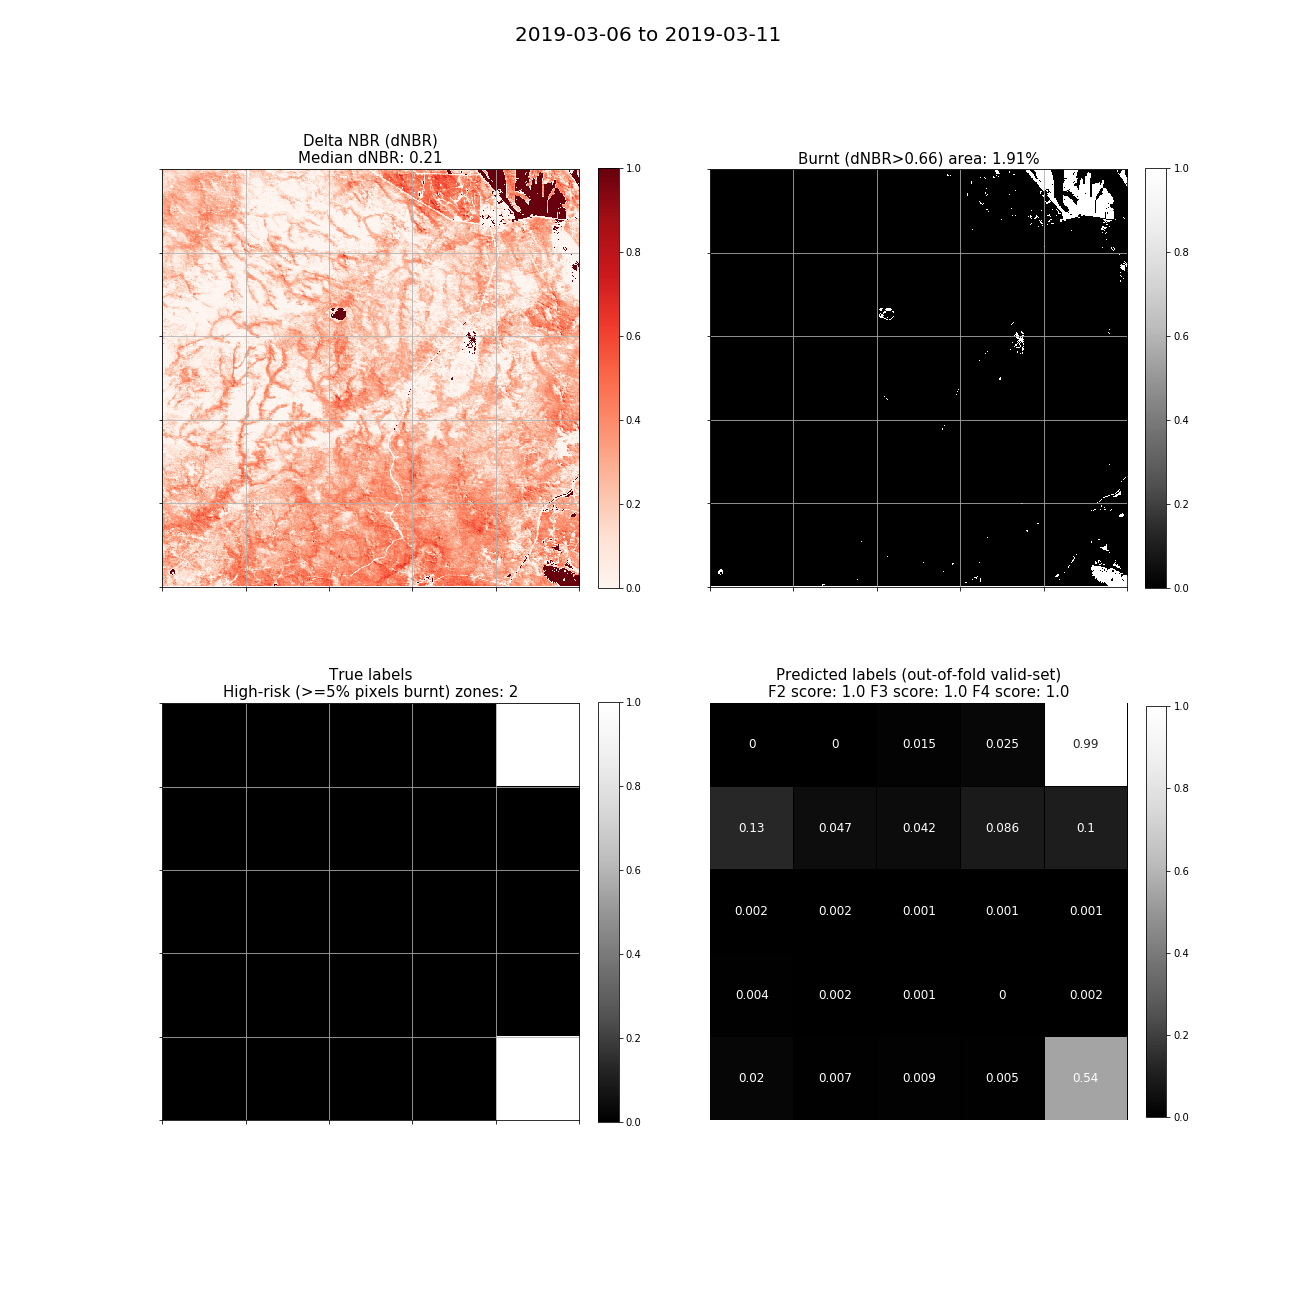 2019-03-06 to 2019-03-11
Delta NBR (dNBR)
Median dNBR: 0.21
1.0
0.8
0.6
0.4
0.2
0.0
Burnt (dNBR>0.66) area: 1.91%
1.0
0.8
0.6
0.4
0.2
0.0
True labels
High-risk (>=5% pixels burnt) zones: 2
1.0
0.8
0.6
0.4
0.2
0.0
Predicted labels (out-of-fold valid-set)
F2 score: 1.0 F3 score: 1.0 F4 score: 1.0
0 0 0.015 0.025 0.99
0.13 0.047 0.042 0.086 0.1
0.002 0.002 0.001 0.001 0.001
0.004 0.002 0.001 0 0.002
0.02 0.007 0.009 0.005 0.54
1.0
0.8
0.6
0.4
0.2
0.0